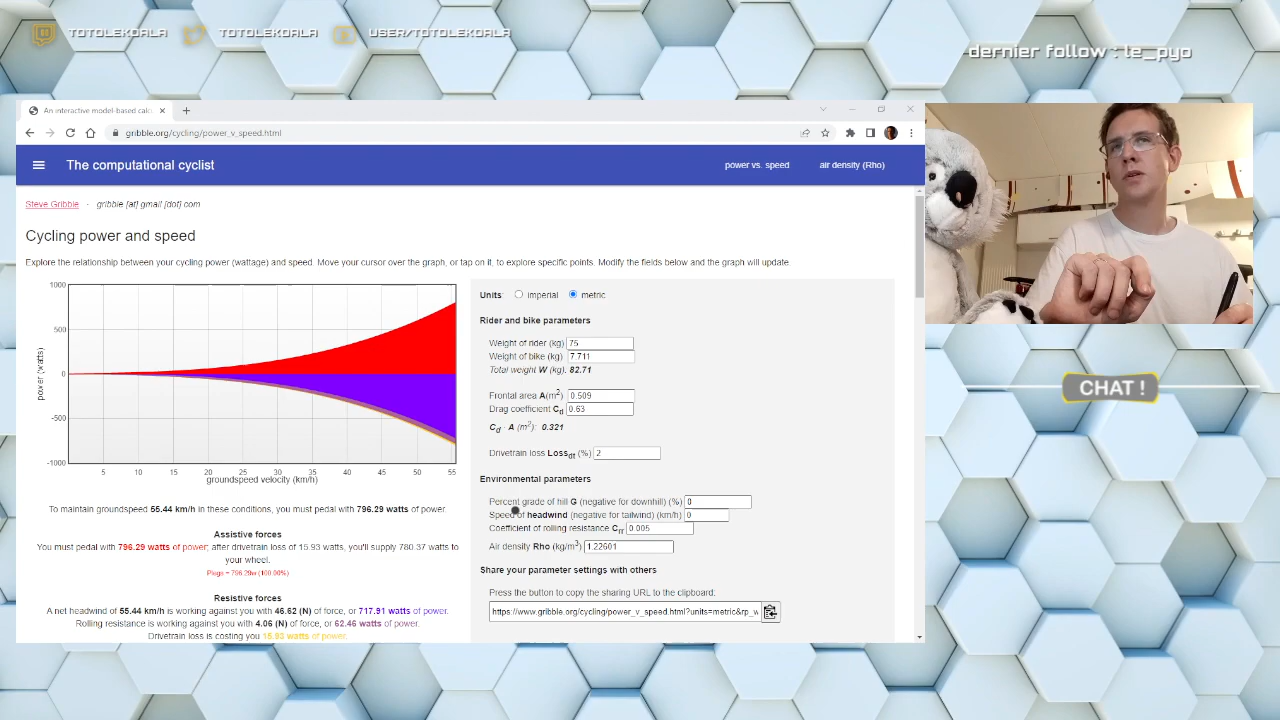 TOTOLEKOALA
TOTOLEKOALA
USER/TOTOLEKOALA
dernier follow : le_pyo
An interactive model-based calcu
gribble.org/cycling/power_v_speed.html
The computational cyclist
power vs. speed
air density (Rho)
Steve Gribble - gribble [at] gmail [dot] com
Cycling power and speed
Explore the relationship between your cycling power (wattage) and speed. Move your cursor over the graph, or tap on it, to explore specific points. Modify the fields below and the graph will update.
power (watts)
1000
500
0
-500
-1000
5 10 15 20 25 30 35 40 45 50 55
groundspeed velocity (km/h)
To maintain groundspeed 55.44 km/h in these conditions, you must pedal with 796.29 watts of power.
Assistive forces
You must pedal with 796.29 watts of power; after drivetrain loss of 15.93 watts, you'll supply 780.37 watts to
your wheel.
Plegs = 796.29w (100.00%)
Resistive forces
A net headwind of 55.44 km/h is working against you with 46.62 (N) of force, or 717.91 watts of power.
Rolling resistance is working against you with 4.06 (N) of force, or 62.46 watts of power.
Drivetrain loss is costing you 15.93 watts of power.
Units: imperial metric
Rider and bike parameters
Weight of rider (kg) 75
Weight of bike (kg) 7.711
Total weight W (kg): 82.71
Frontal area A(m2) 0.509
Drag coefficient Cd 0.63
Cd · A (m2): 0.321
Drivetrain loss Lossdt (%) 2
Environmental parameters
Percent grade of hill G (negative for downhill) (%) 0
Speed of headwind (negative for tailwind) (km/h) 0
Coefficient of rolling resistance Crr 0.005
Air density Rho (kg/m3) 1.22601
Share your parameter settings with others
Press the button to copy the sharing URL to the clipboard:
https://www.gribble.org/cycling/power_v_speed.html?units=metric&rp_w
CHAT !